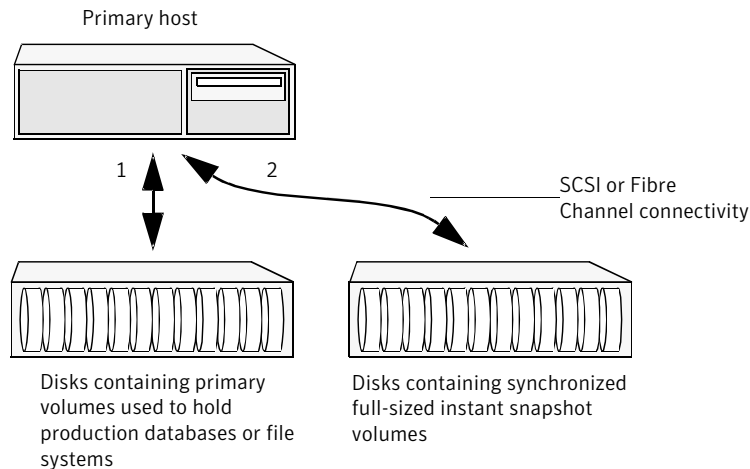 Primary host
1
2
SCSI or Fibre
Channel connectivity
Disks containing primary
volumes used to hold
production databases or file
systems
Disks containing synchronized
full-sized instant snapshot
volumes